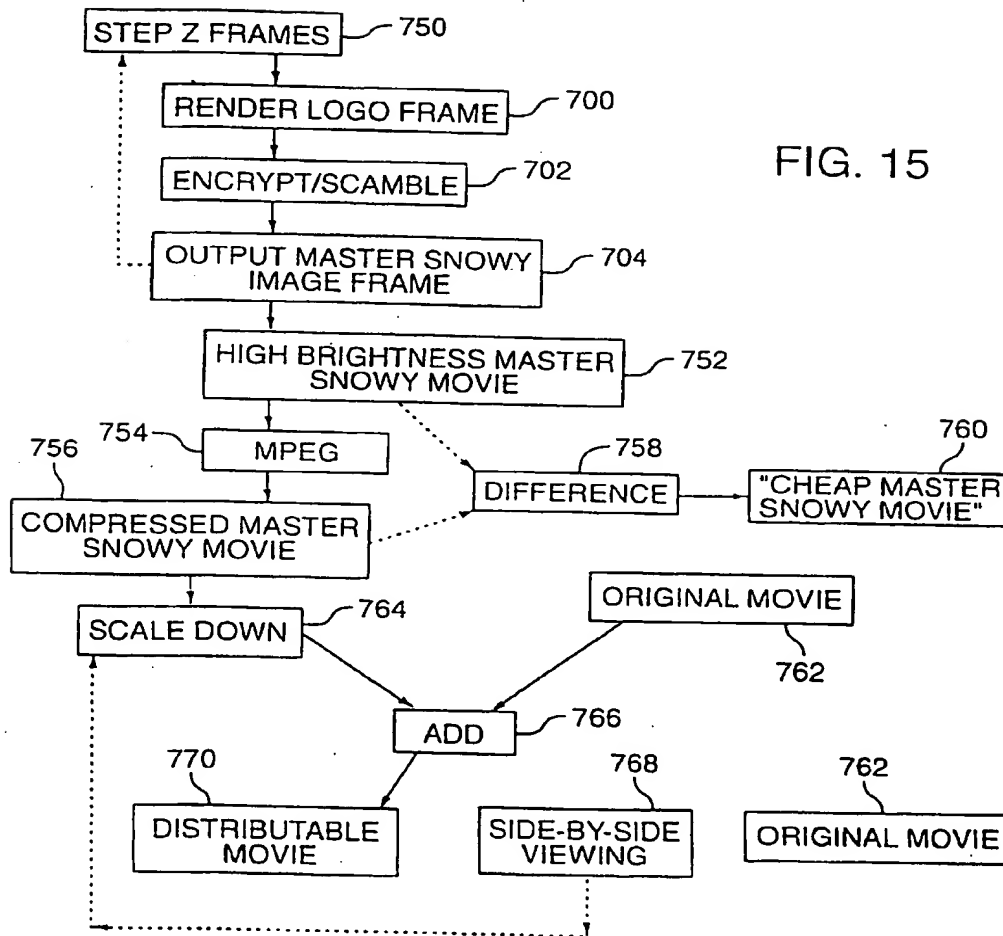 STEP Z FRAMES
750
RENDER LOGO FRAME
700
FIG. 15
ENCRYPT/SCAMBLE
702
OUTPUT MASTER SNOWY
IMAGE FRAME
704
HIGH BRIGHTNESS MASTER
SNOWY MOVIE
752
754
MPEG
756
COMPRESSED MASTER
SNOWY MOVIE
758
DIFFERENCE
760
"CHEAP MASTER
SNOWY MOVIE"
764
SCALE DOWN
ORIGINAL MOVIE
762
ADD
766
770
DISTRIBUTABLE
MOVIE
768
SIDE-BY-SIDE
VIEWING
762
ORIGINAL MOVIE